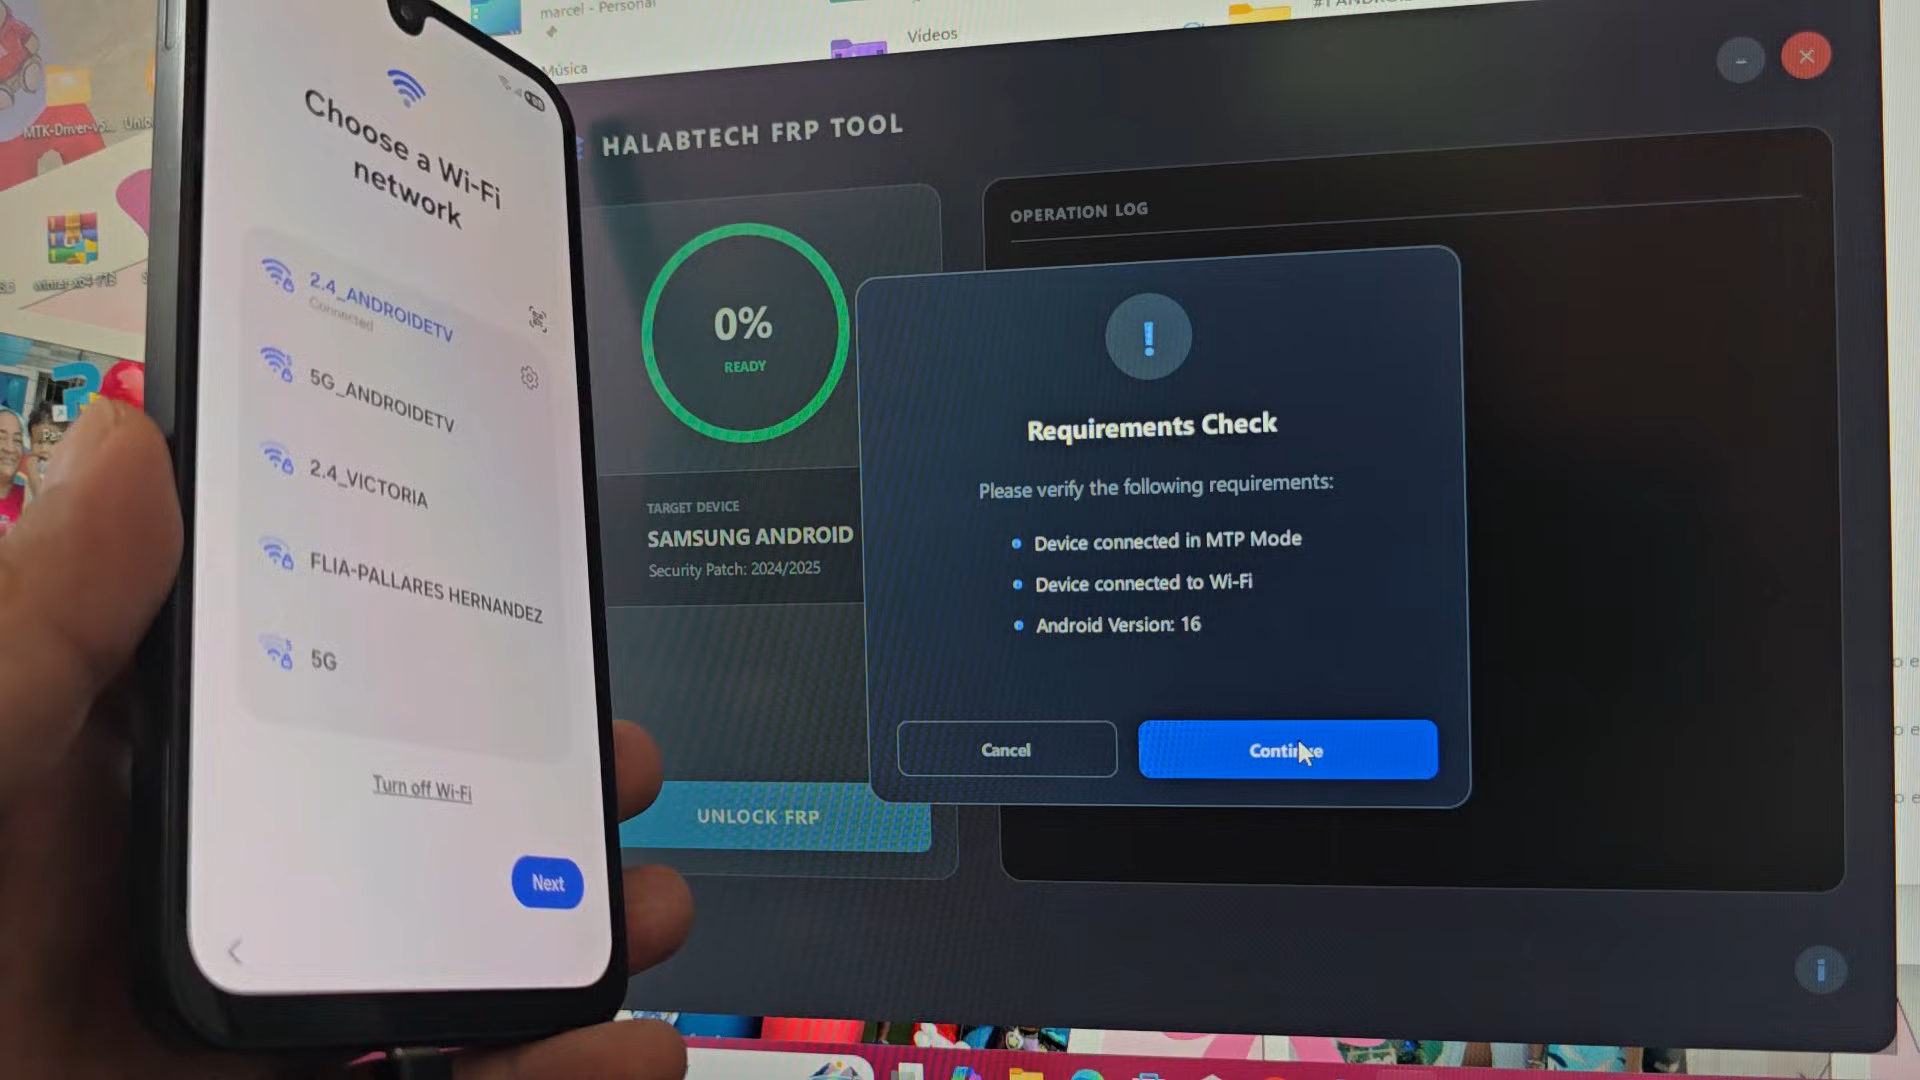 Choose a Wi-Fi
network
2.4_ANDROIDETV
Connected
5G_ANDROIDETV
2.4_VICTORIA
FLIA-PALLARES HERNANDEZ
5G
Turn off Wi-Fi
Next
marcel - Personal
Música
Vídeos
HALABTECH FRP TOOL
0%
READY
TARGET DEVICE
SAMSUNG ANDROID
Security Patch: 2024/2025
UNLOCK FRP
OPERATION LOG
!
Requirements Check
Please verify the following requirements:
Device connected in MTP Mode
Device connected to Wi-Fi
Android Version: 16
Cancel
Continue
i